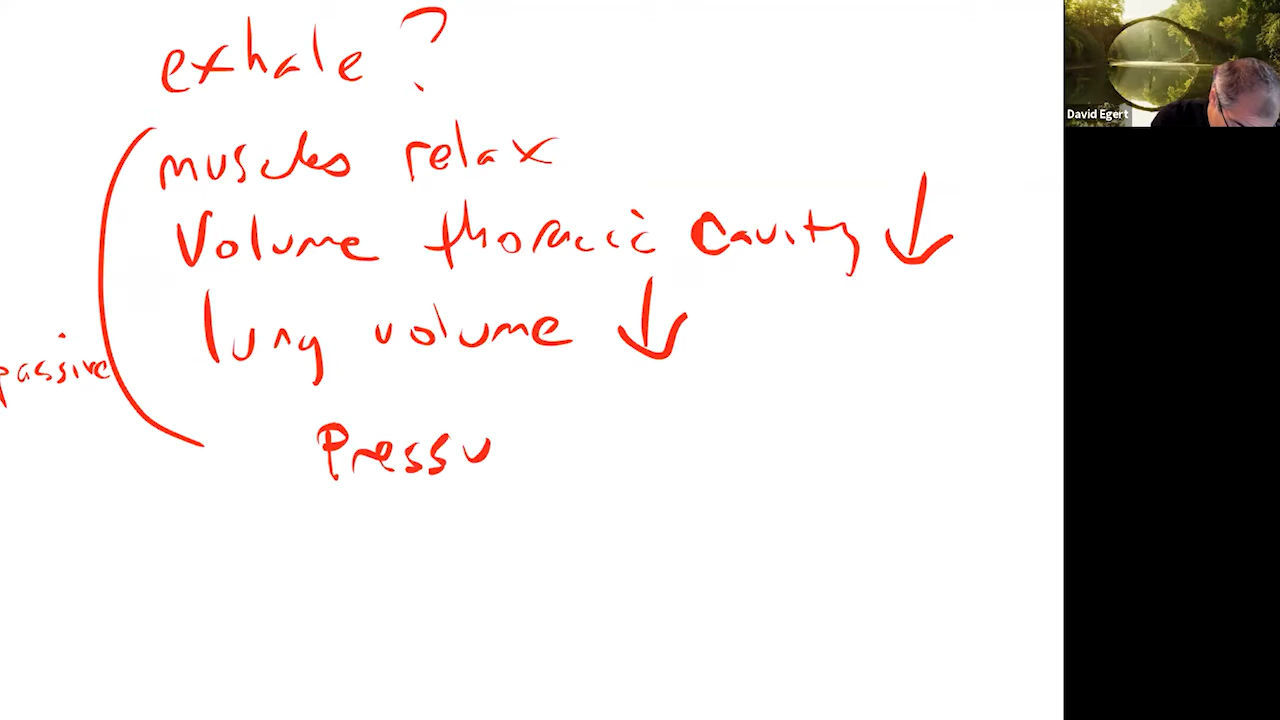 exhale ?
muscles relax
Volume thoracic cavity ↓
lung volume ↓
passive
Pressu
David Egert